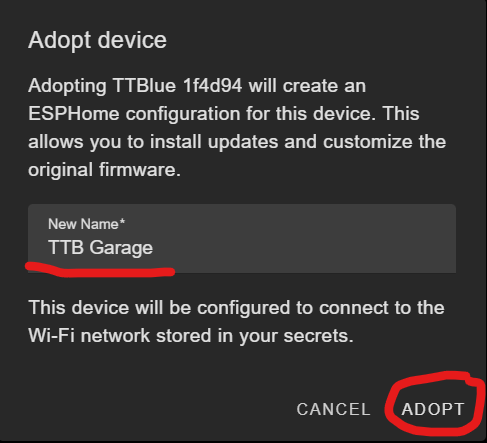 Adopt device
Adopting TTBlue 1f4d94 will create an
ESPHome configuration for this device. This
allows you to install updates and customize the
original firmware.
New Name*
TTB Garage
This device will be configured to connect to the
Wi-Fi network stored in your secrets.
CANCEL ADOPT